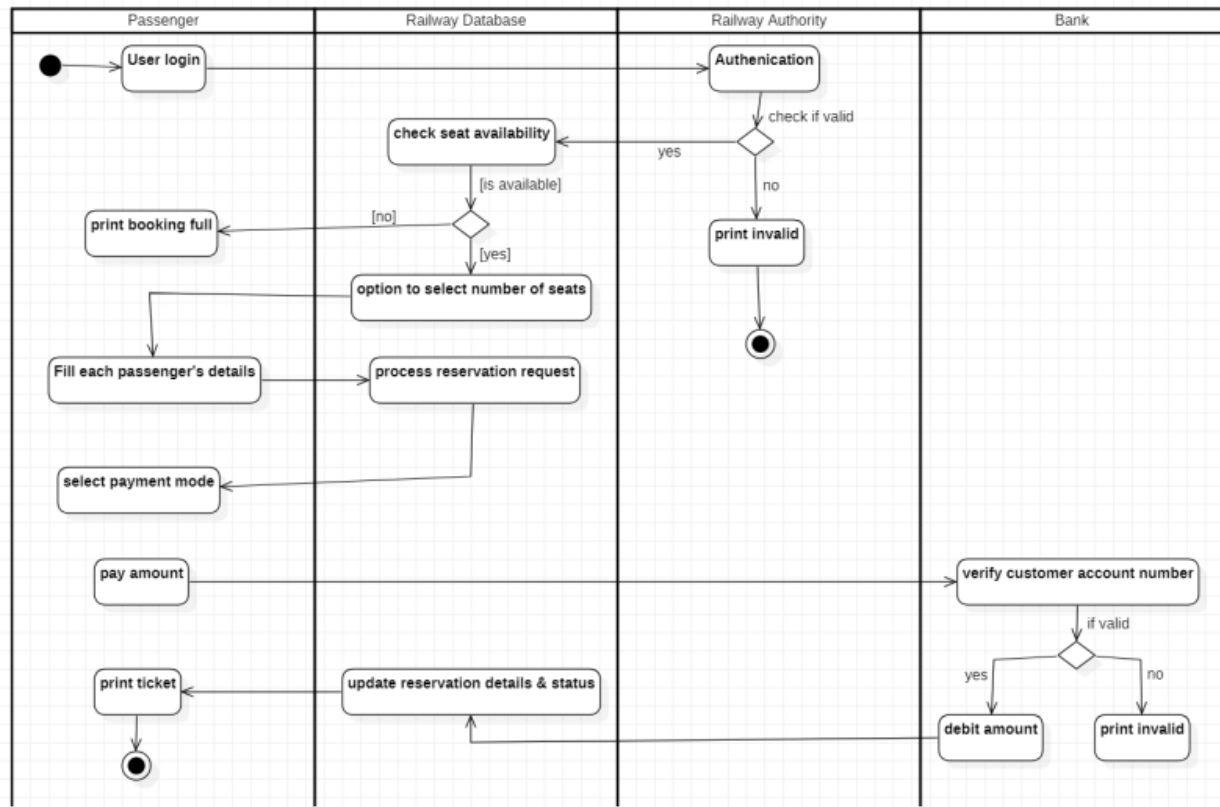 Passenger
Railway Database
Railway Authority
Bank
User login
Authenication
check if valid
check seat availability
yes
[is available]
no
[no]
print booking full
print invalid
[yes]
option to select number of seats
Fill each passenger's details
process reservation request
select payment mode
pay amount
verify customer account number
if valid
yes
no
print ticket
update reservation details & status
debit amount
print invalid